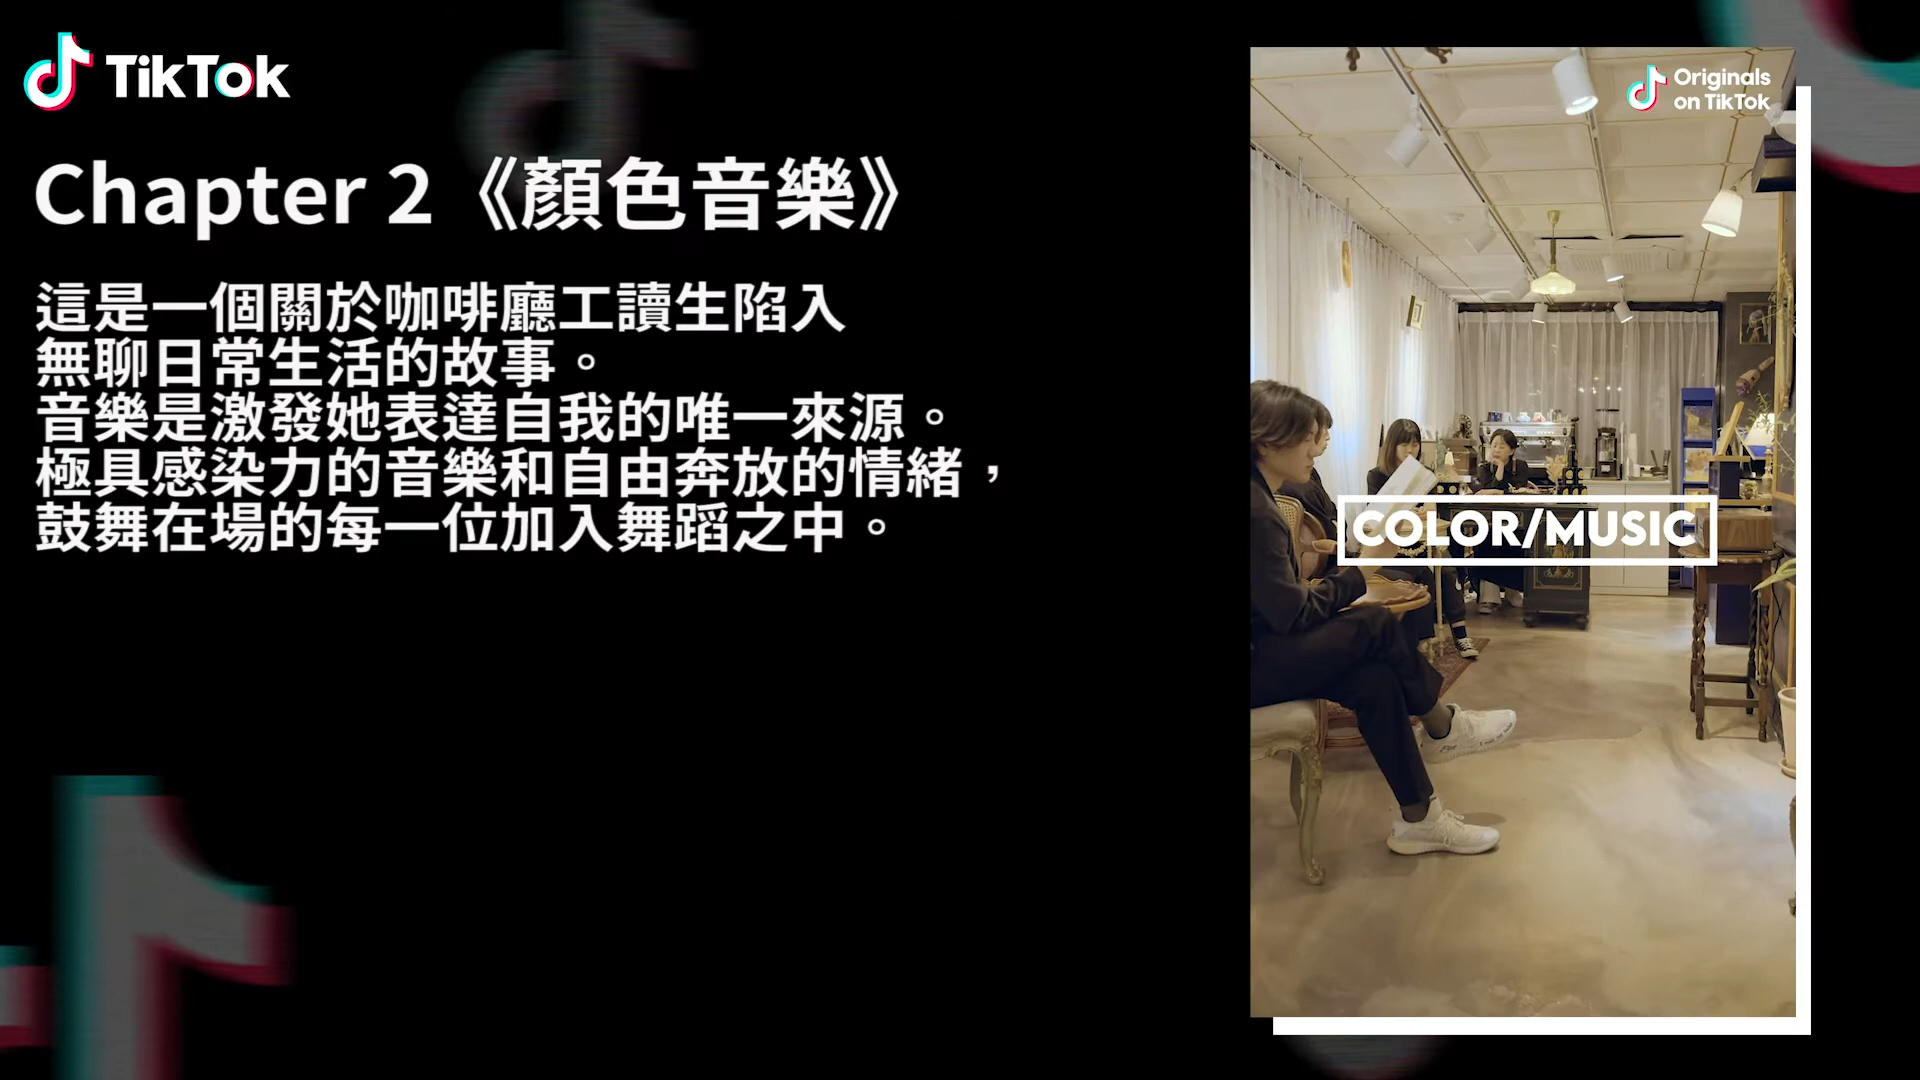 TikTok
Chapter 2《顏色音樂》
這是一個關於咖啡廳工讀生陷入
無聊日常生活的故事。
音樂是激發她表達自我的唯一來源。
極具感染力的音樂和自由奔放的情緒，
鼓舞在場的每一位加入舞蹈之中。
Originals
on TikTok
COLOR/MUSIC